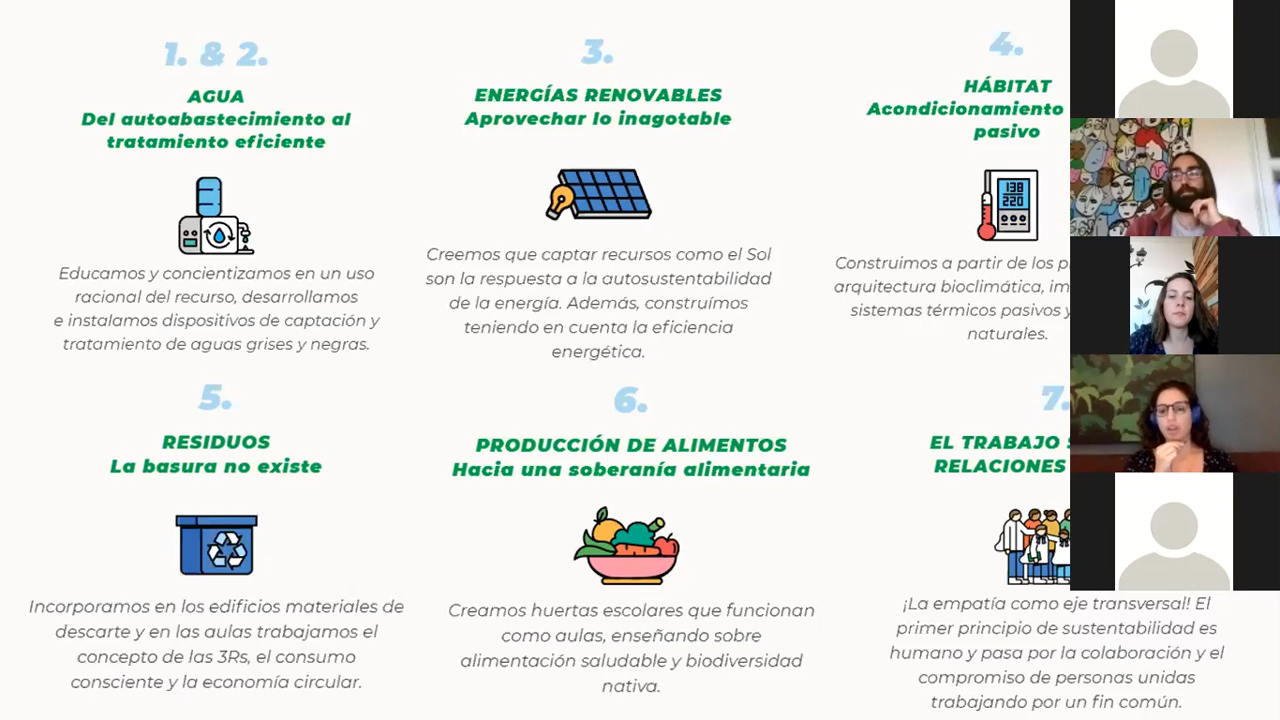 1. & 2.
AGUA
Del autoabastecimiento al
tratamiento eficiente
Educamos y concientizamos en un uso
racional del recurso, desarrollamos
e instalamos dispositivos de captación y
tratamiento de aguas grises y negras.
3.
ENERGÍAS RENOVABLES
Aprovechar lo inagotable
Creemos que captar recursos como el Sol
son la respuesta a la autosustentabilidad
de la energía. Además, construímos
teniendo en cuenta la eficiencia
energética.
4.
HÁBITAT
Acondicionamiento
pasivo
138
220
Construimos a partir de los
arquitectura bioclimática,
sistemas térmicos pasivos y
naturales.
5.
RESIDUOS
La basura no existe
Incorporamos en los edificios materiales de
descarte y en las aulas trabajamos el
concepto de las 3Rs, el consumo
consciente y la economía circular.
6.
PRODUCCIÓN DE ALIMENTOS
Hacia una soberanía alimentaria
Creamos huertas escolares que funcionan
como aulas, enseñando sobre
alimentación saludable y biodiversidad
nativa.
7.
EL TRABAJO
RELACIONES
¡La empatía como eje transversal! El
primer principio de sustentabilidad es
humano y pasa por la colaboración y el
compromiso de personas unidas
trabajando por un fin común.